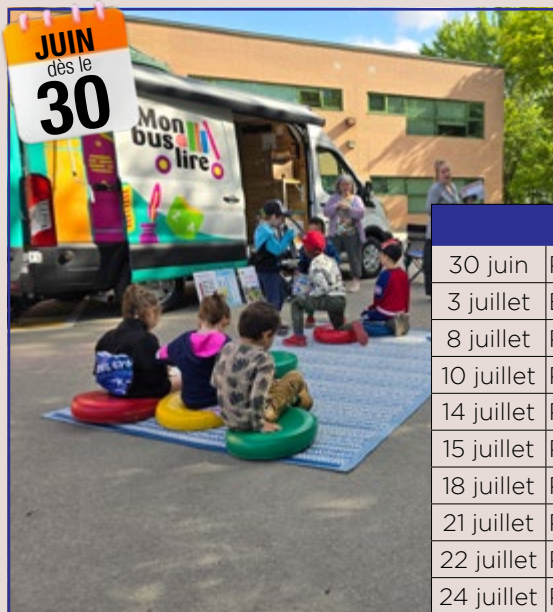 JUIN
dès le
30
Mon
bus
lire
30 juin
3 juillet
8 juillet
10 juillet
14 juillet
15 juillet
18 juillet
21 juillet
22 juillet
24 juillet